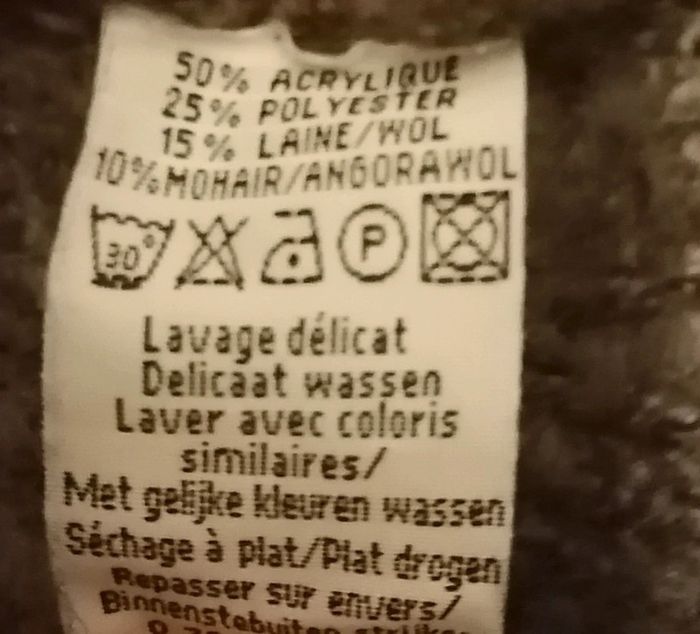 50% ACRYLIQUE
25% POLYESTER
15% LAINE/WOL
10% MOHAIR/ANGORAWOL
30° P
Lavage délicat
Delicaat wassen
Laver avec coloris
similaires/
Met gelijke kleuren wassen
Séchage à plat/Plat drogen
Repasser sur envers/
Binnenstebuiten